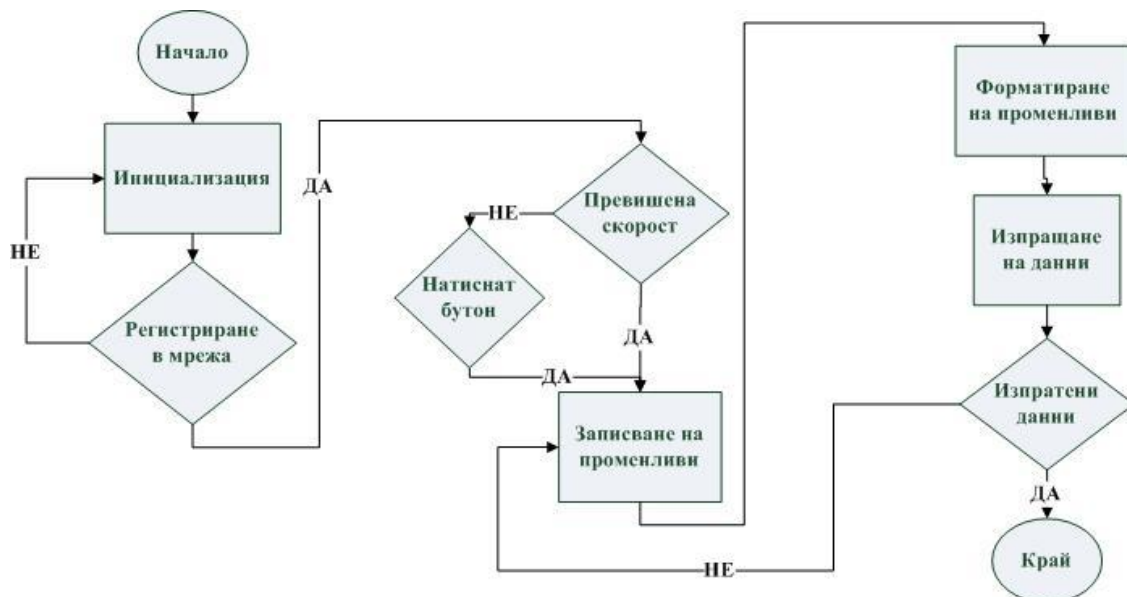 Начало
Инициализация
НЕ
Регистриране
в мрежа
ДА
Превишена
скорост
НЕ
Натиснат
бутон
ДА
ДА
Записване на
променливи
Форматиране
на променливи
Изпращане
на данни
Изпратени
данни
НЕ
ДА
Край